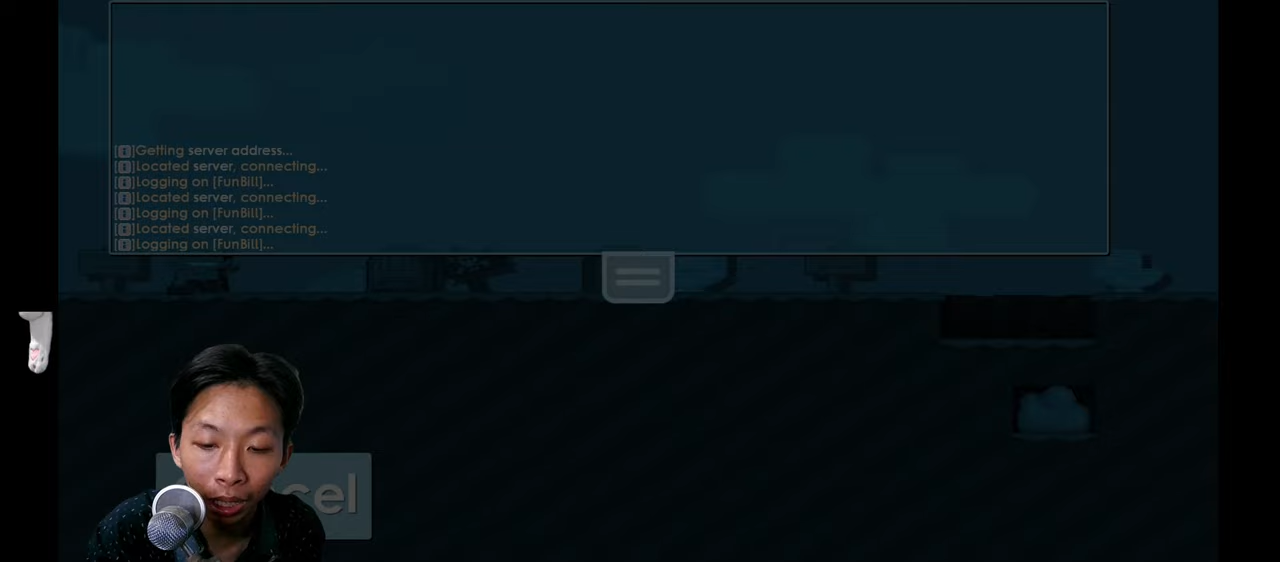 [i]Getting server address...
[i]Located server, connecting...
[i]Logging on [FunBill]...
[i]Located server, connecting...
[i]Logging on [FunBill]...
[i]Located server, connecting...
[i]Logging on [FunBill]...
cel